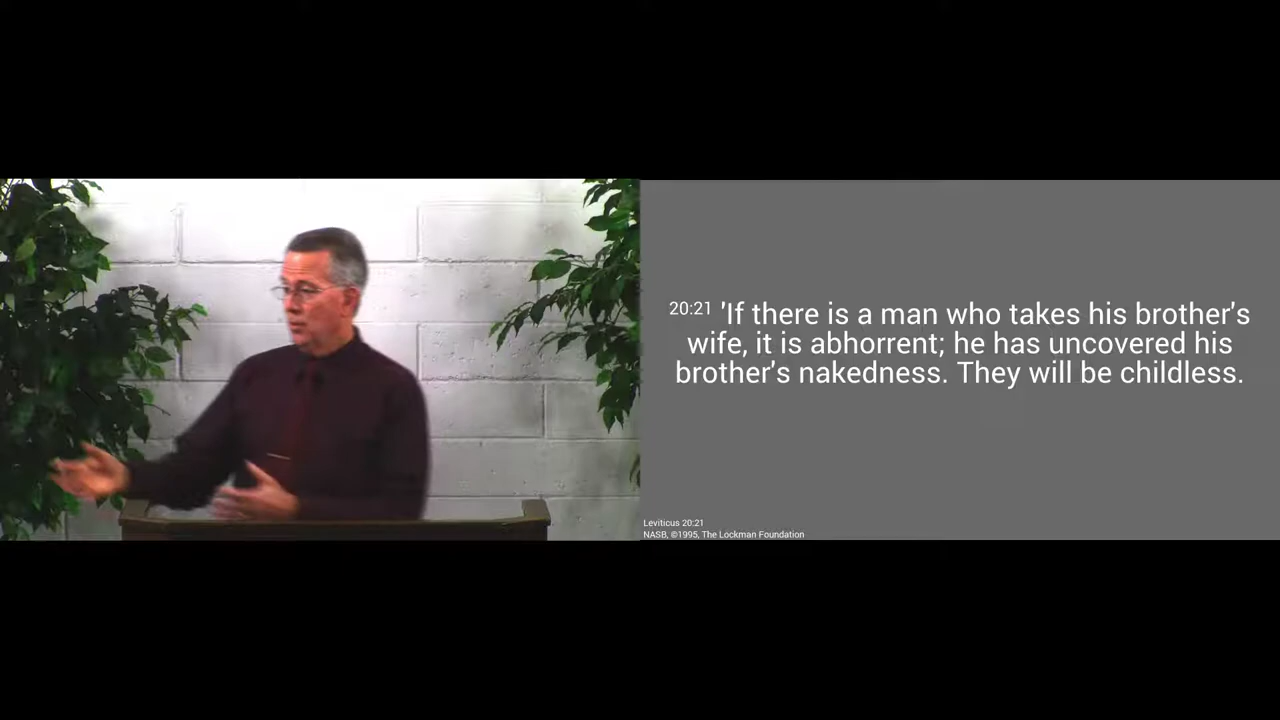 20:21 'If there is a man who takes his brother's
wife, it is abhorrent; he has uncovered his
brother's nakedness. They will be childless.
Leviticus 20:21
NASB, ©1995, The Lockman Foundation